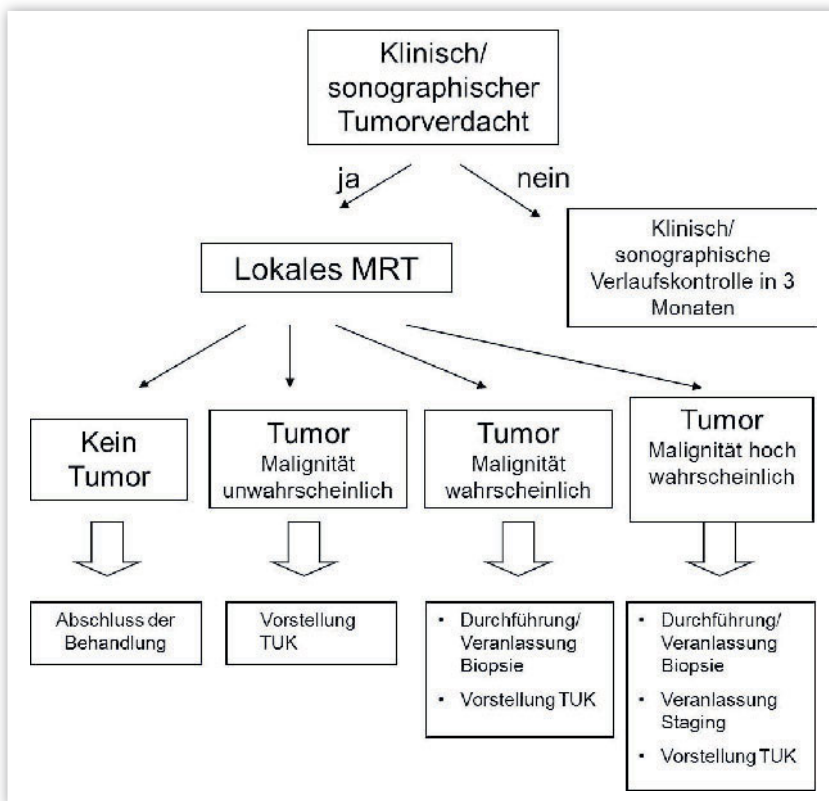 Klinisch/
sonographischer
Tumorverdacht
ja
nein
Klinisch/
sonographische
Verlaufskontrolle in 3
Monaten
Lokales MRT
Kein
Tumor
Tumor
Malignität
unwahrscheinlich
Tumor
Malignität
wahrscheinlich
Tumor
Malignität hoch
wahrscheinlich
Abschluss der
Behandlung
Vorstellung
TUK
• Durchführung/
Veranlassung
Biopsie
• Vorstellung TUK
• Durchführung/
Veranlassung
Biopsie
• Veranlassung
Staging
• Vorstellung TUK